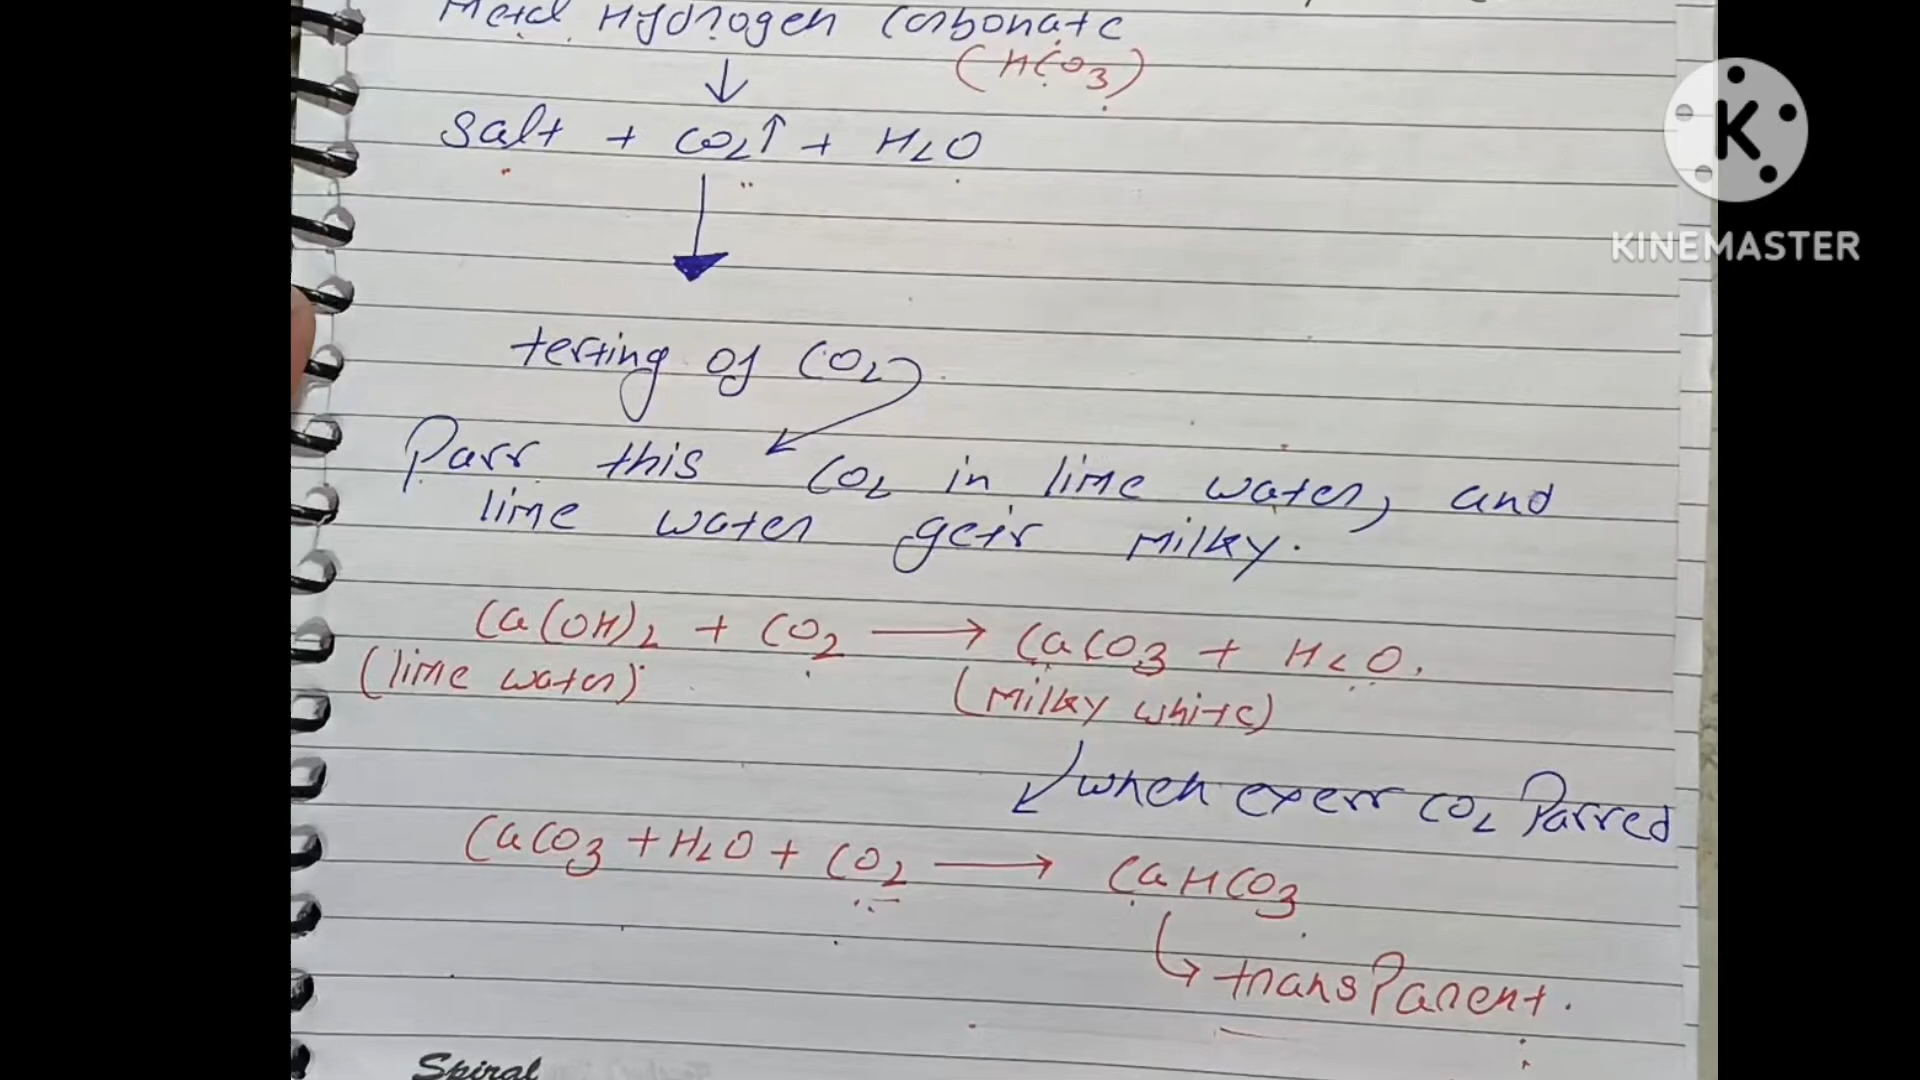 Metal Hydrogen Carbonate
(HCO3)
↓
salt + CO2↑ + H2O
testing of CO2
Pass this CO2 in lime water, and
lime water gets milky.
Ca(OH)2 + CO2 → CaCO3 + H2O.
(lime water) (Milky white)
when exess CO2 Passed
CaCO3 + H2O + CO2 → CaHCO3
transParent.
Spiral
K
KINEMASTER